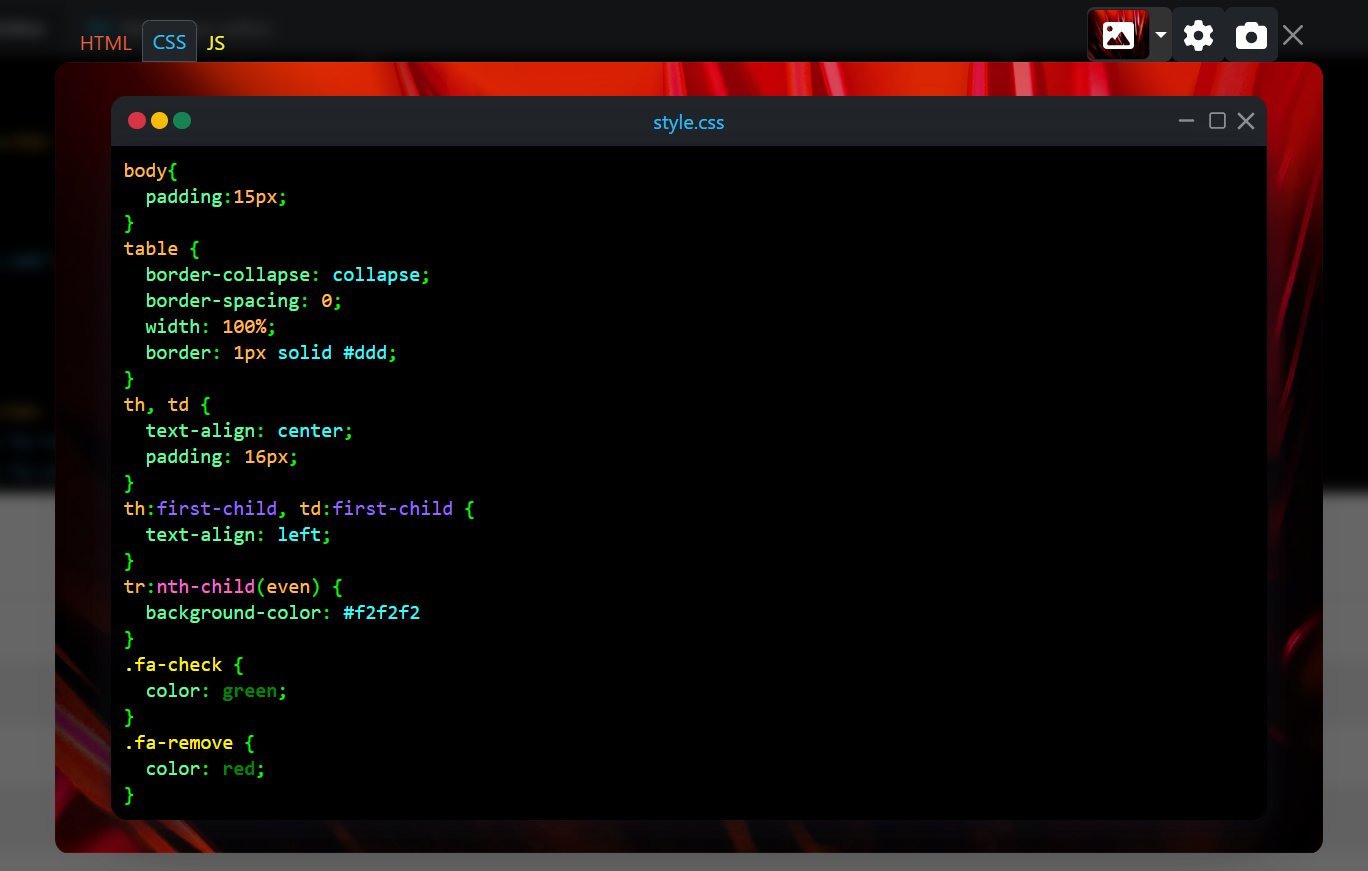 HTML CSS JS
style.css
body{
  padding:15px;
}
table {
  border-collapse: collapse;
  border-spacing: 0;
  width: 100%;
  border: 1px solid #ddd;
}
th, td {
  text-align: center;
  padding: 16px;
}
th:first-child, td:first-child {
  text-align: left;
}
tr:nth-child(even) {
  background-color: #f2f2f2
}
.fa-check {
  color: green;
}
.fa-remove {
  color: red;
}